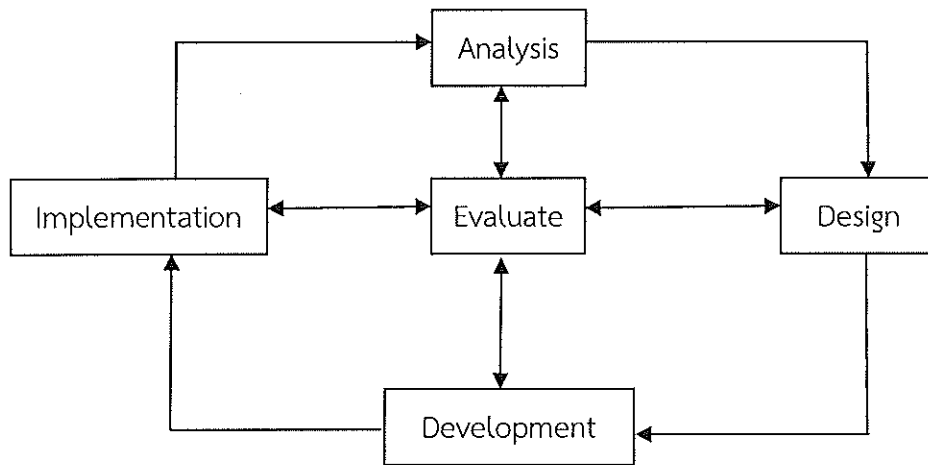 Analysis
Implementation
Evaluate
Design
Development